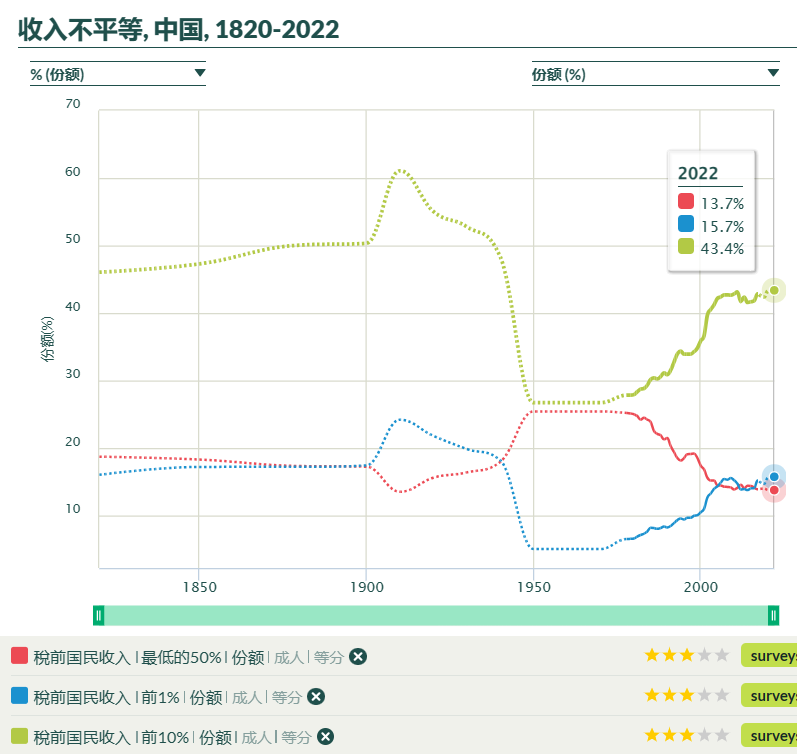 收入不平等, 中国, 1820-2022
% (份额)
份额 (%)
70
60
50
40
30
20
10
份额(%)
2022
13.7%
15.7%
43.4%
1850
1900
1950
2000
税前国民收入 | 最低的50% | 份额 | 成人 | 等分
surveys
税前国民收入 | 前1% | 份额 | 成人 | 等分
surveys
税前国民收入 | 前10% | 份额 | 成人 | 等分
surveys